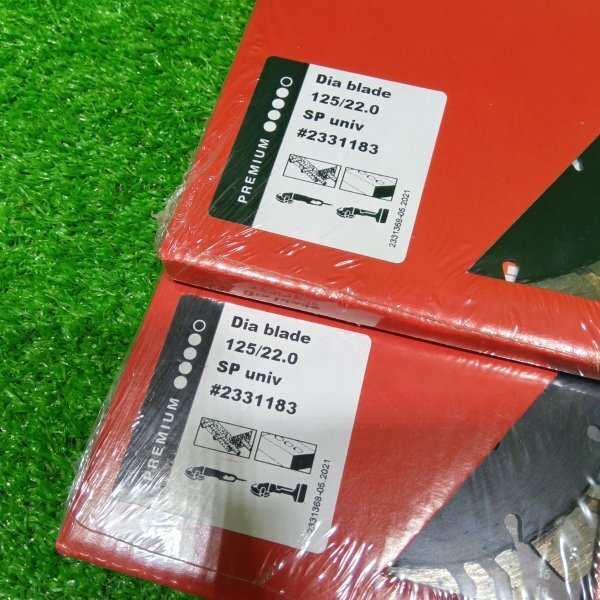 PREMIUM
Dia blade
125/22.0
SP univ
#2331183
2331368-05.2021
PREMIUM
Dia blade
125/22.0
SP univ
#2331183
2331368-05.2021